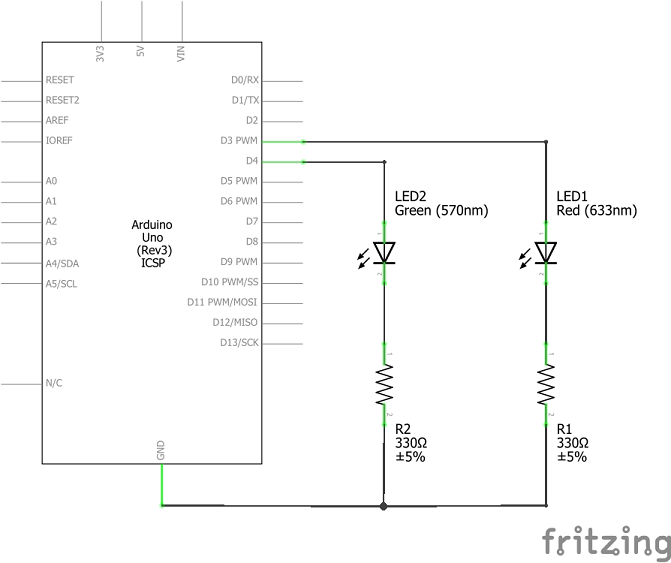 3V3
5V
VIN
RESET
RESET2
AREF
IOREF
A0
A1
A2
A3
A4/SDA
A5/SCL
N/C
Arduino
Uno
(Rev3)
ICSP
D0/RX
D1/TX
D2
D3 PWM
D4
D5 PWM
D6 PWM
D7
D8
D9 PWM
D10 PWM/SS
D11 PWM/MOSI
D12/MISO
D13/SCK
GND
LED2
Green (570nm)
1
2
1
2
R2
330Ω
±5%
LED1
Red (633nm)
1
2
1
2
R1
330Ω
±5%
fritzing